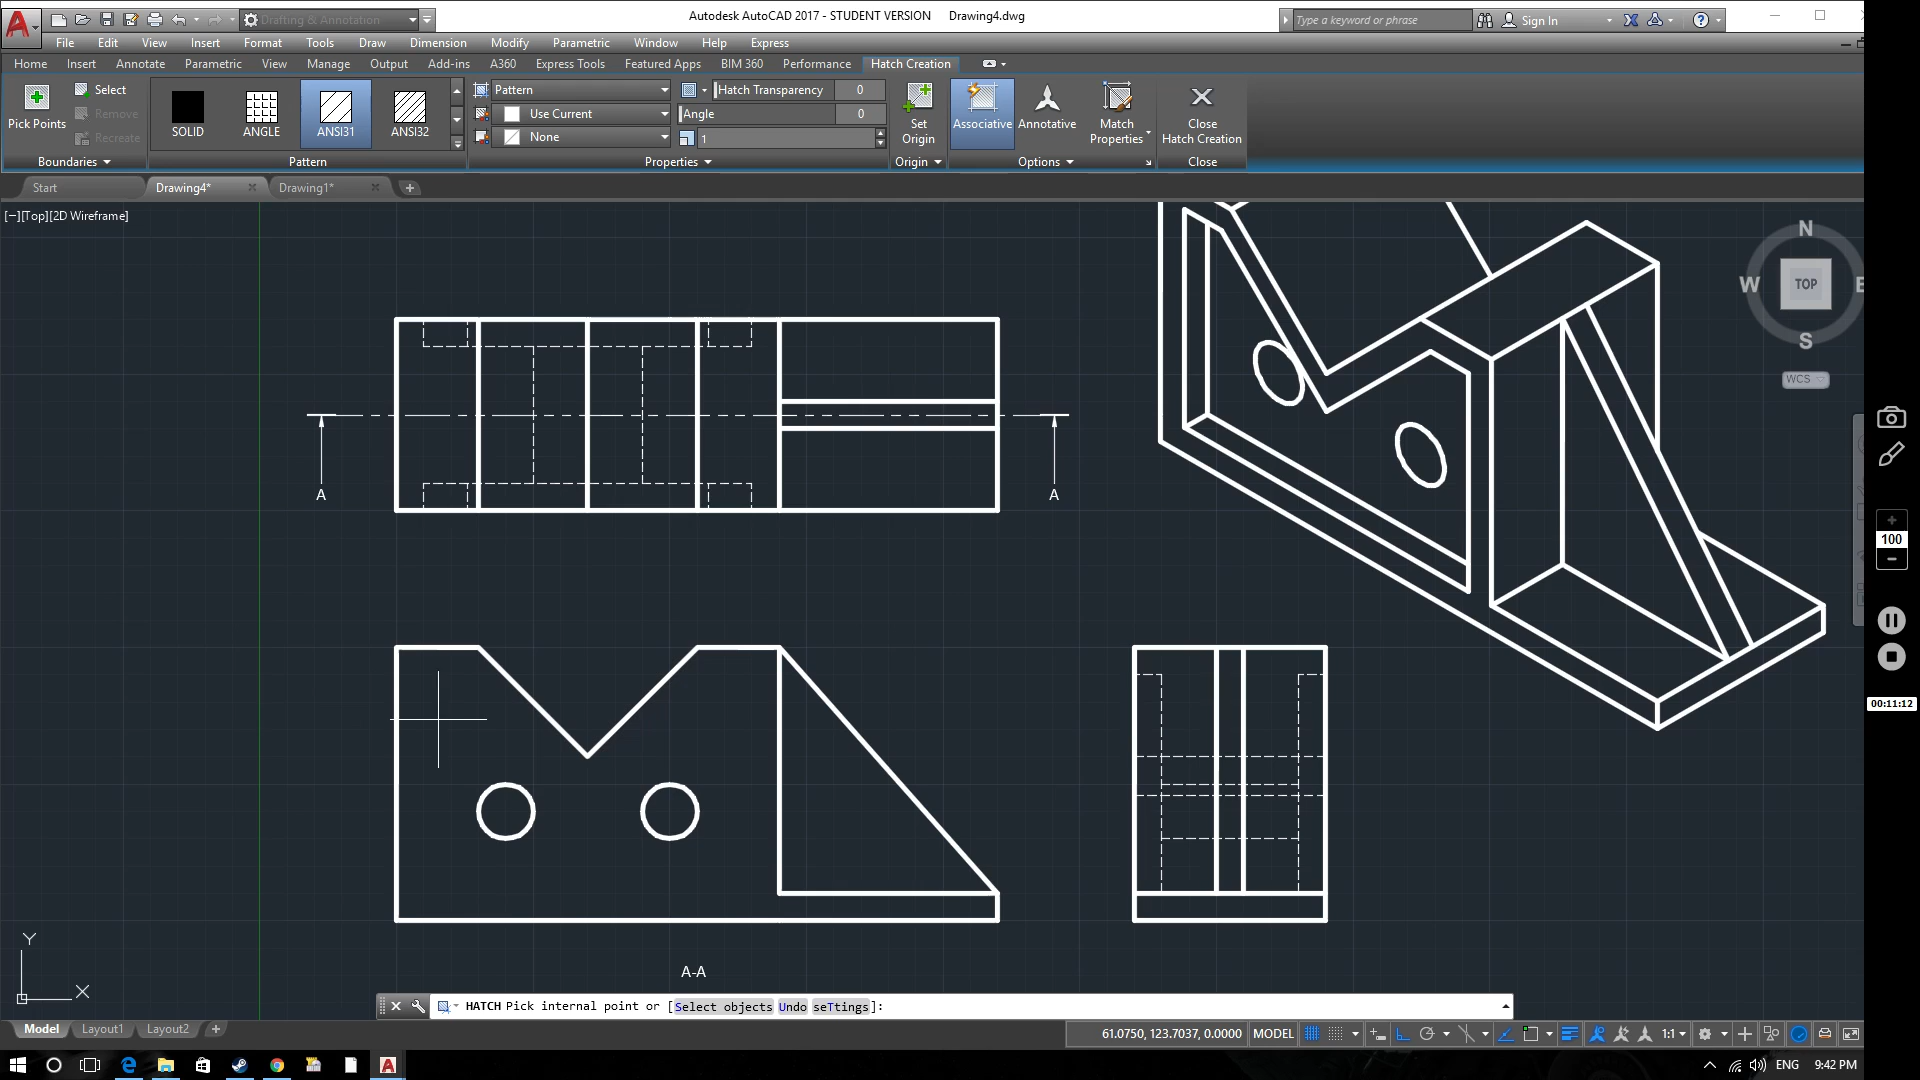 Drafting & Annotation
Autodesk AutoCAD 2017 - STUDENT VERSION Drawing4.dwg
Type a keyword or phrase
Sign In
File Edit View Insert Format Tools Draw Dimension Modify Parametric Window Help Express
Home Insert Annotate Parametric View Manage Output Add-ins A360 Express Tools Featured Apps BIM 360 Performance Hatch Creation
Pick Points
Select
Remove
Recreate
Boundaries
SOLID ANGLE ANSI31 ANSI32
Pattern
Pattern
Use Current
None
Hatch Transparency 0
Angle 0
1
Properties
Set
Origin
Origin
Associative Annotative Match
Properties
Options
Close
Hatch Creation
Close
Start Drawing4* Drawing1*
[−][Top][2D Wireframe]
N
W TOP E
S
WCS
A A
100
00:11:12
A-A
Y
X
HATCH Pick internal point or [Select objects Undo seTtings]:
Model Layout1 Layout2
61.0750, 123.7037, 0.0000 MODEL 1:1
ENG 9:42 PM